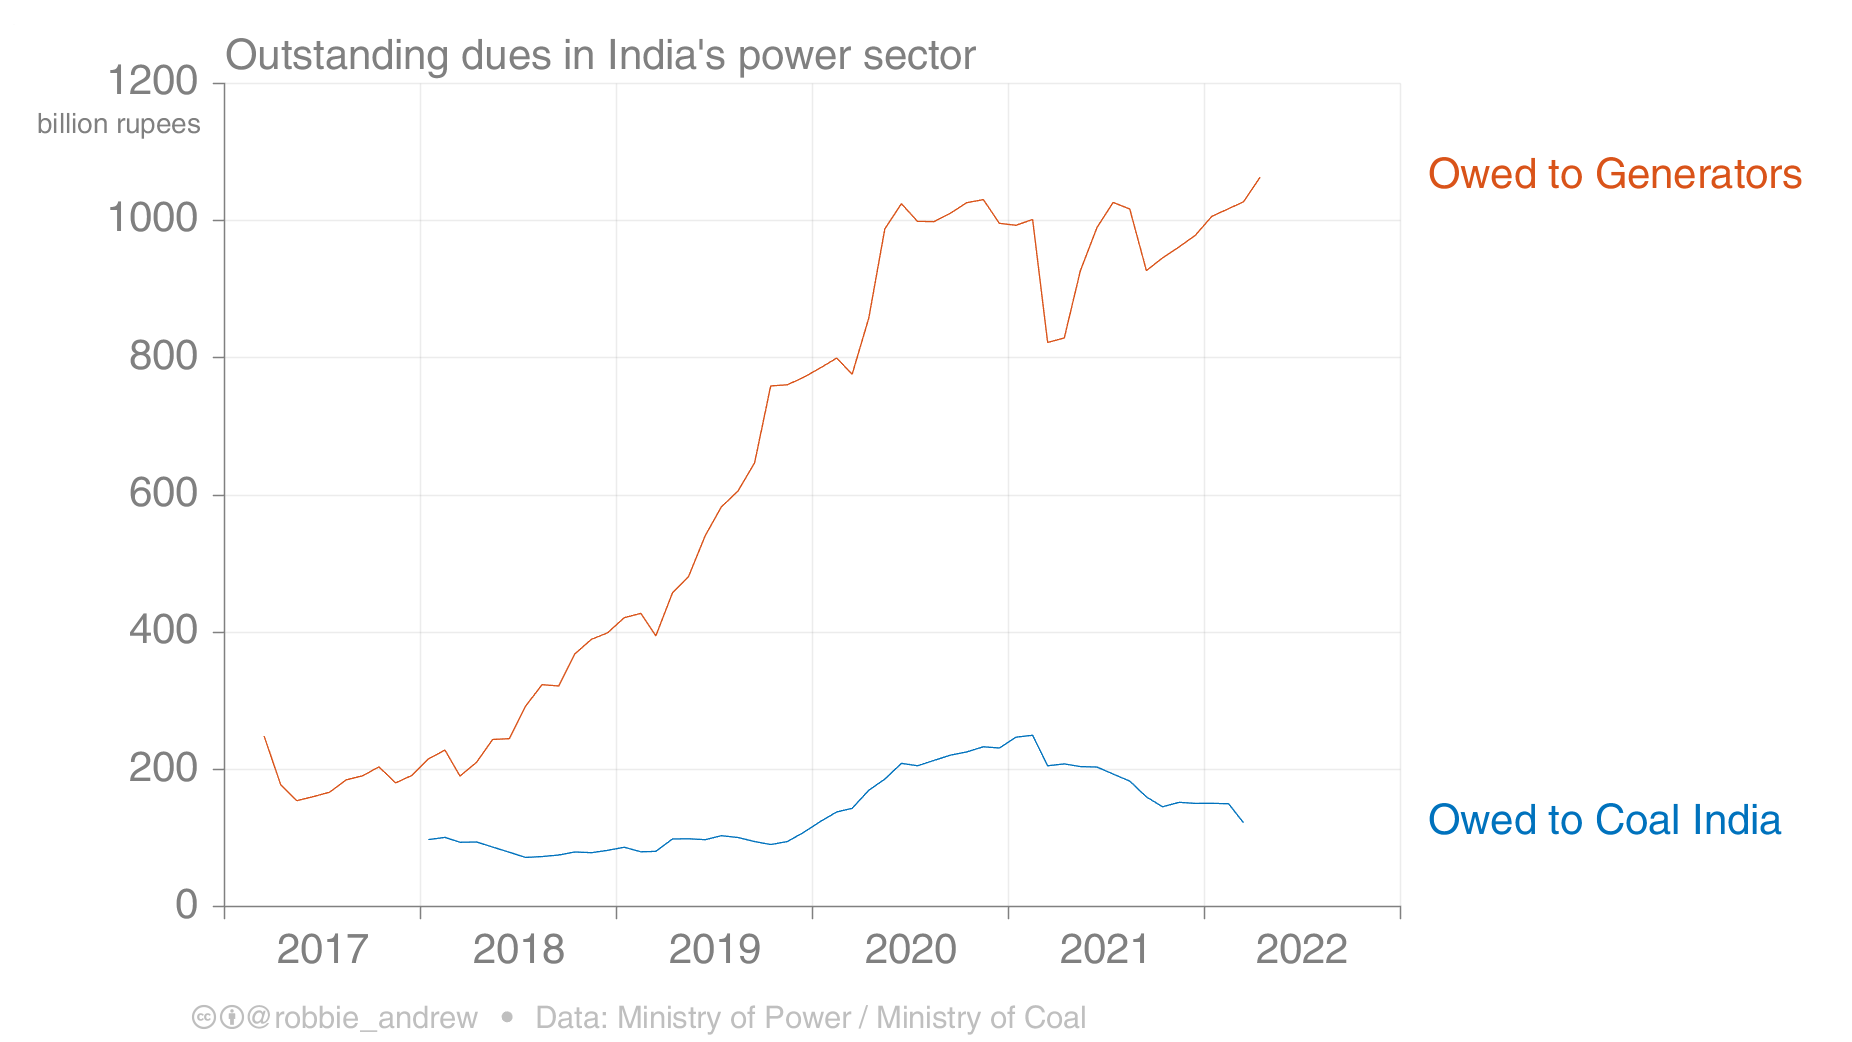 Outstanding dues in India's power sector
1200
billion rupees
1000
800
600
400
200
0
Owed to Generators
Owed to Coal India
2017 2018 2019 2020 2021 2022
@robbie_andrew • Data: Ministry of Power / Ministry of Coal